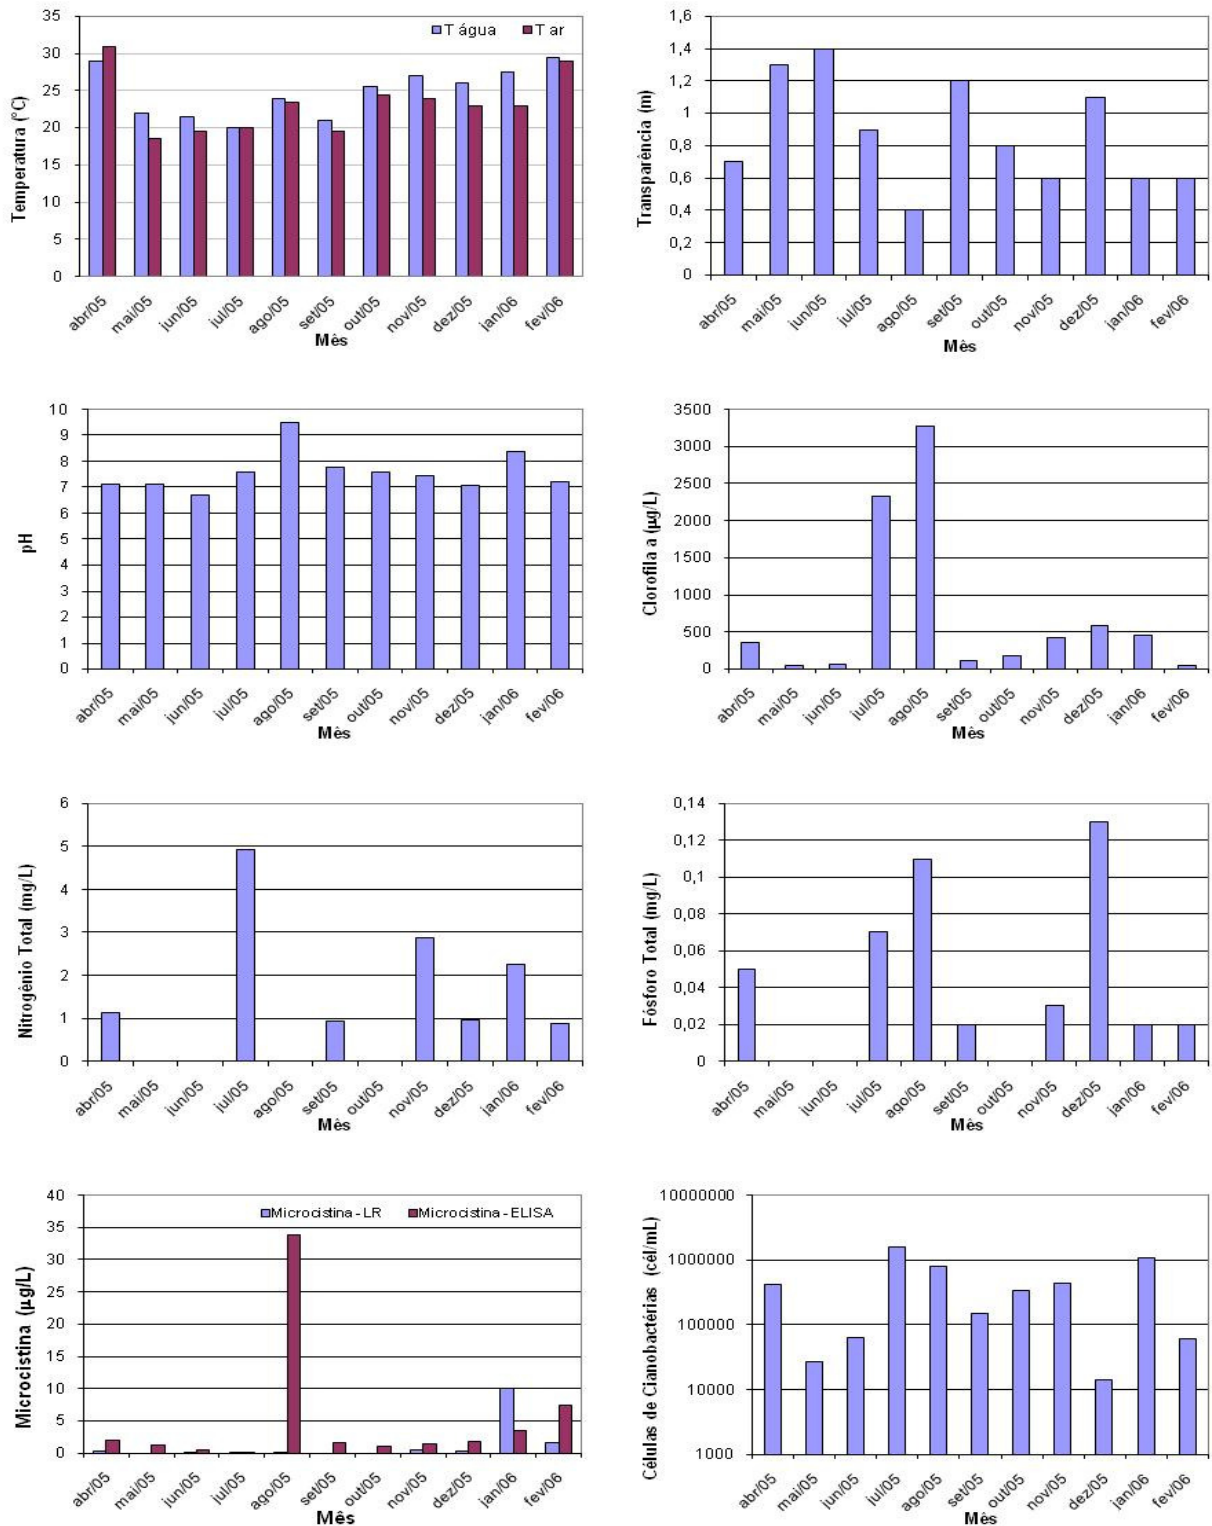 T água T ar
Temperatura (°C)
35
30
25
20
15
10
5
0
abr/05 mai/05 jun/05 jul/05 ago/05 set/05 out/05 nov/05 dez/05 jan/06 fev/06
Mês
Transparência (m)
1,6
1,4
1,2
1
0,8
0,6
0,4
0,2
0
abr/05 mai/05 jun/05 jul/05 ago/05 set/05 out/05 nov/05 dez/05 jan/06 fev/06
Mês
pH
10
9
8
7
6
5
4
3
2
1
0
abr/05 mai/05 jun/05 jul/05 ago/05 set/05 out/05 nov/05 dez/05 jan/06 fev/06
Mês
Clorofila a (µg/L)
3500
3000
2500
2000
1500
1000
500
0
abr/05 mai/05 jun/05 jul/05 ago/05 set/05 out/05 nov/05 dez/05 jan/06 fev/06
Mês
Nitrogênio Total (mg/L)
6
5
4
3
2
1
0
abr/05 mai/05 jun/05 jul/05 ago/05 set/05 out/05 nov/05 dez/05 jan/06 fev/06
Mês
Fósforo Total (mg/L)
0,14
0,12
0,1
0,08
0,06
0,04
0,02
0
abr/05 mai/05 jun/05 jul/05 ago/05 set/05 out/05 nov/05 dez/05 jan/06 fev/06
Mês
Microcistina - LR Microcistina - ELISA
Microcistina (µg/L)
40
35
30
25
20
15
10
5
0
abr/05 mai/05 jun/05 jul/05 ago/05 set/05 out/05 nov/05 dez/05 jan/06 fev/06
Mês
Células de Cianobactérias (cél/mL)
10000000
1000000
100000
10000
1000
abr/05 mai/05 jun/05 jul/05 ago/05 set/05 out/05 nov/05 dez/05 jan/06 fev/06
Mês